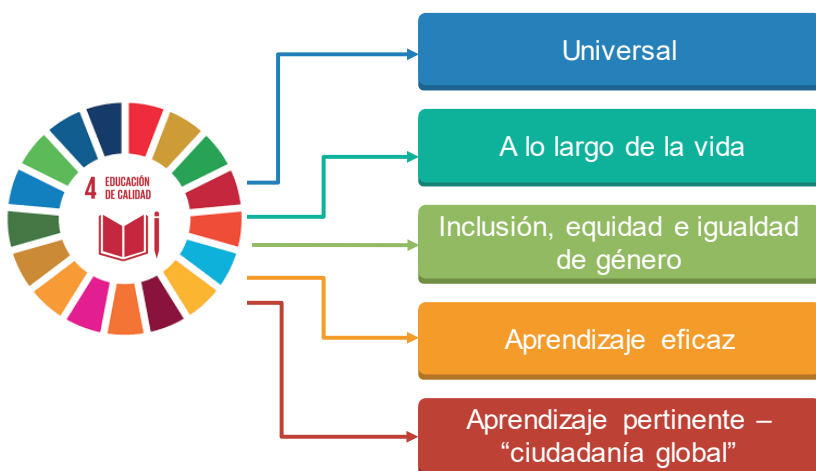 4 EDUCACIÓN
DE CALIDAD
Universal
A lo largo de la vida
Inclusión, equidad e igualdad
de género
Aprendizaje eficaz
Aprendizaje pertinente –
“ciudadanía global”